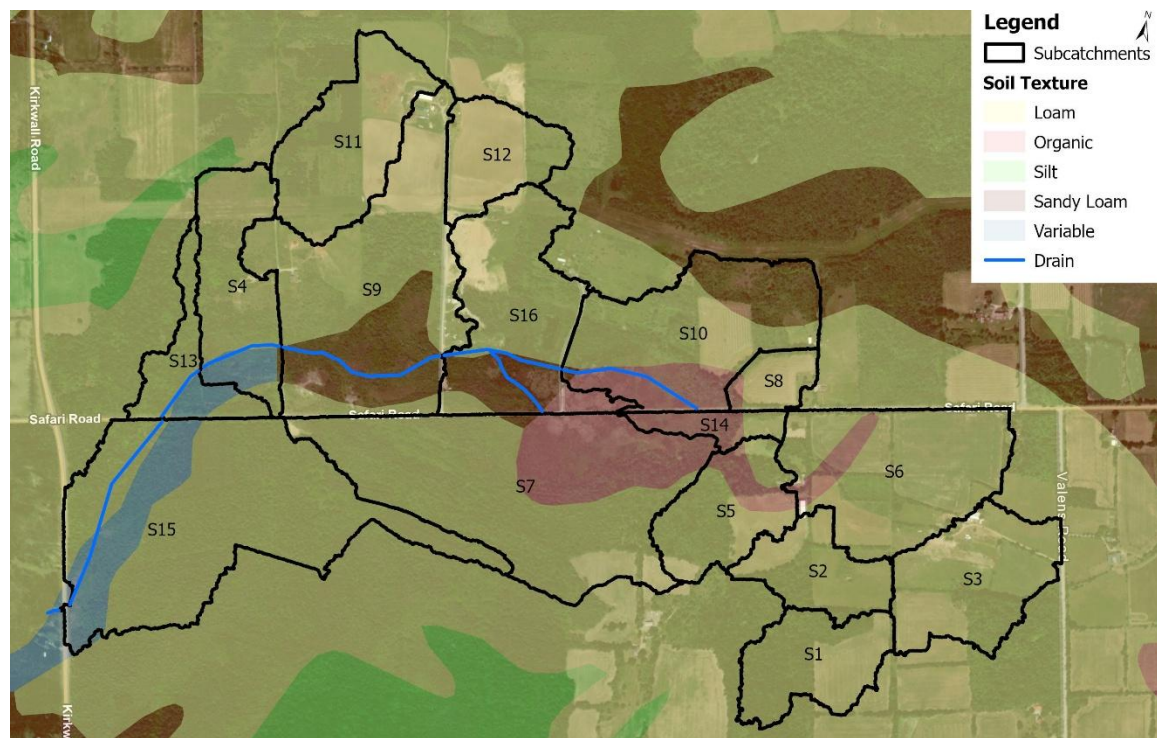 Legend
N
Subcatchments
Soil Texture
Loam
Organic
Silt
Sandy Loam
Variable
Drain
Kirkwall Road
S11
S12
S4
S9
S16
S10
S13
S8
Safari Road
Safari Road
Safari Road
S14
S7
S6
S5
S15
S2
S3
Valens Road
S1
Kirkw